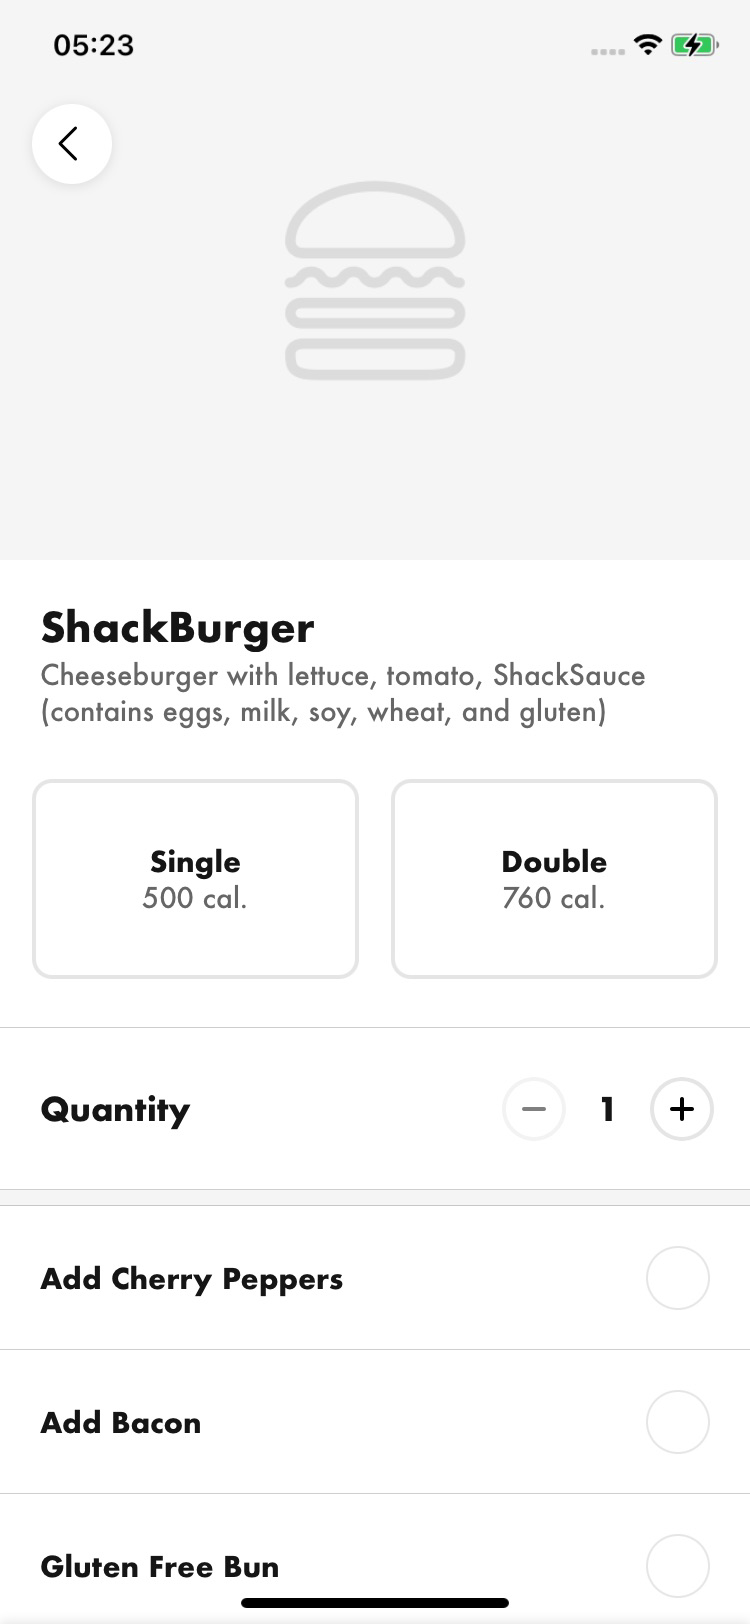 05:23
ShackBurger
Cheeseburger with lettuce, tomato, ShackSauce
(contains eggs, milk, soy, wheat, and gluten)
Single
500 cal.
Double
760 cal.
Quantity
1
Add Cherry Peppers
Add Bacon
Gluten Free Bun